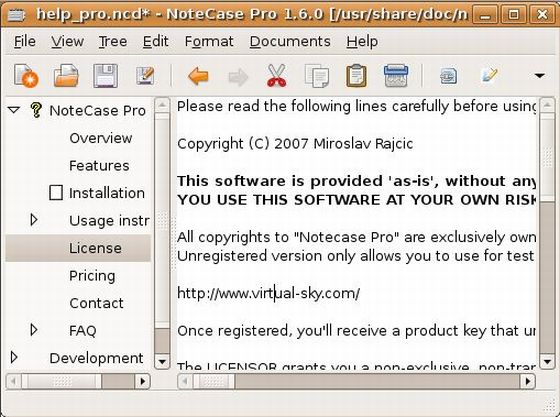 help_pro.ncd* - NoteCase Pro 1.6.0 [/usr/share/doc/n
File View Tree Edit Format Documents Help
NoteCase Pro
Overview
Features
Installation
Usage instr
License
Pricing
Contact
FAQ
Development
Please read the following lines carefully before using
Copyright (C) 2007 Miroslav Rajcic
This software is provided 'as-is', without any
YOU USE THIS SOFTWARE AT YOUR OWN RISK
All copyrights to "Notecase Pro" are exclusively own
Unregistered version only allows you to use for test
http://www.virtual-sky.com/
Once registered, you'll receive a product key that
The LICENSOR grants you a non-exclusive, non-tran